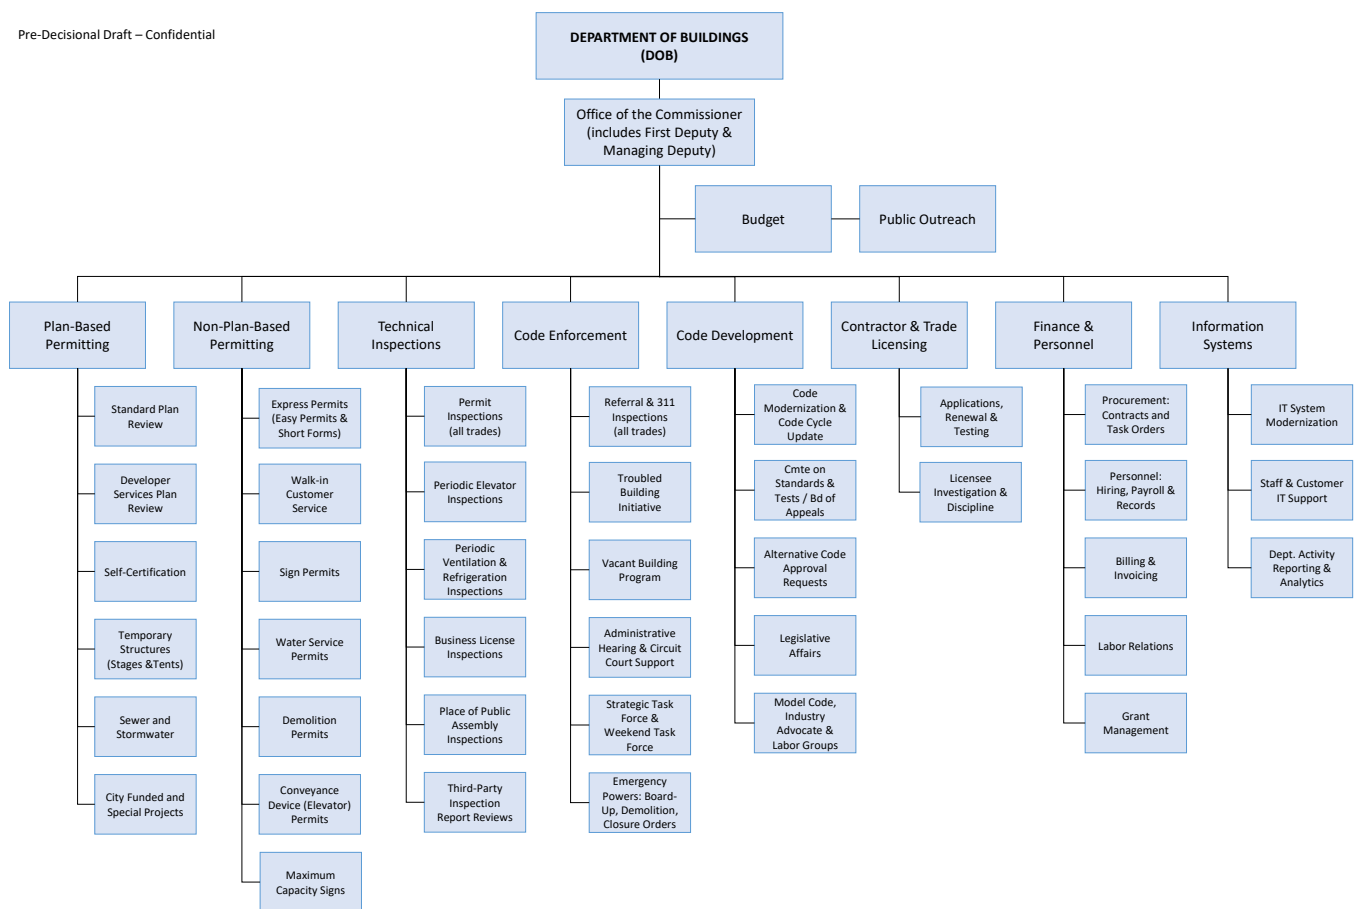 Pre-Decisional Draft – Confidential
DEPARTMENT OF BUILDINGS
(DOB)
Office of the Commissioner
(includes First Deputy &
Managing Deputy)
Budget
Public Outreach
Plan-Based
Permitting
Non-Plan-Based
Permitting
Technical
Inspections
Code Enforcement
Code Development
Contractor & Trade
Licensing
Finance &
Personnel
Information
Systems
Standard Plan
Review
Developer
Services Plan
Review
Self-Certification
Temporary
Structures
(Stages &Tents)
Sewer and
Stormwater
City Funded and
Special Projects
Express Permits
(Easy Permits &
Short Forms)
Walk-in
Customer
Service
Sign Permits
Water Service
Permits
Demolition
Permits
Conveyance
Device (Elevator)
Permits
Maximum
Capacity Signs
Permit
Inspections
(all trades)
Periodic Elevator
Inspections
Periodic
Ventilation &
Refrigeration
Inspections
Business License
Inspections
Place of Public
Assembly
Inspections
Third-Party
Inspection
Report Reviews
Referral & 311
Inspections
(all trades)
Troubled
Building
Initiative
Vacant Building
Program
Administrative
Hearing & Circuit
Court Support
Strategic Task
Force &
Weekend Task
Force
Emergency
Powers: Board-
Up, Demolition,
Closure Orders
Code
Modernization &
Code Cycle
Update
Cmte on
Standards &
Tests / Bd of
Appeals
Alternative Code
Approval
Requests
Legislative
Affairs
Model Code,
Industry
Advocate &
Labor Groups
Applications,
Renewal &
Testing
Licensee
Investigation &
Discipline
Procurement:
Contracts and
Task Orders
Personnel:
Hiring, Payroll &
Records
Billing &
Invoicing
Labor Relations
Grant
Management
IT System
Modernization
Staff & Customer
IT Support
Dept. Activity
Reporting &
Analytics